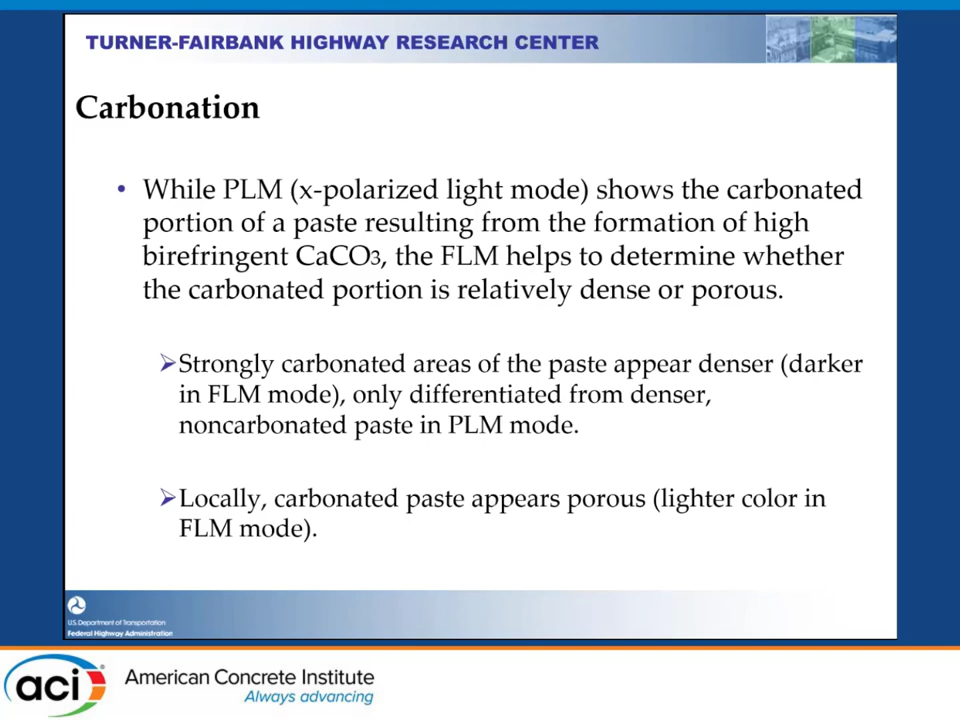 TURNER-FAIRBANK HIGHWAY RESEARCH CENTER
Carbonation
• While PLM (x-polarized light mode) shows the carbonated
portion of a paste resulting from the formation of high
birefringent CaCO3, the FLM helps to determine whether
the carbonated portion is relatively dense or porous.
➢Strongly carbonated areas of the paste appear denser (darker
in FLM mode), only differentiated from denser,
noncarbonated paste in PLM mode.
➢Locally, carbonated paste appears porous (lighter color in
FLM mode).
U.S. Department of Transportation
Federal Highway Administration
aci®
American Concrete Institute
Always advancing